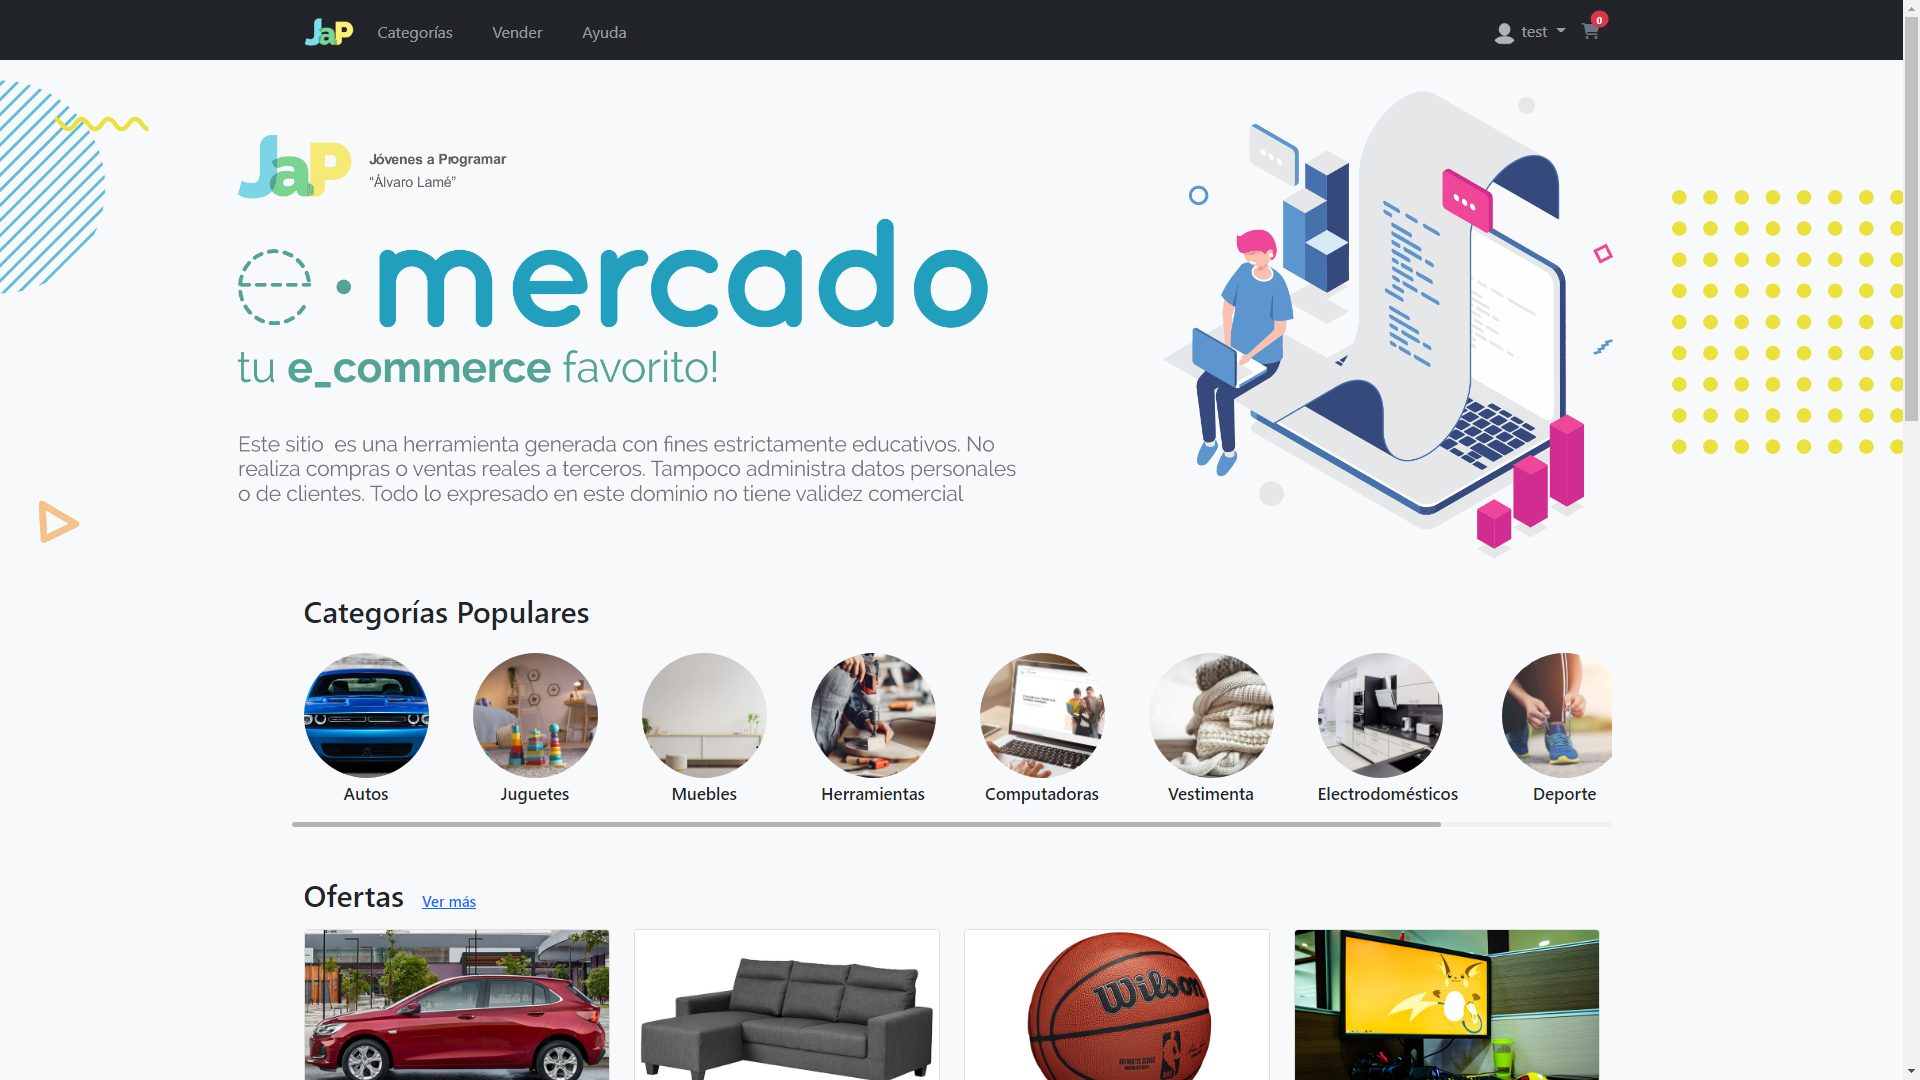 JaP Categorías Vender Ayuda test 0
JaP Jóvenes a Programar
“Álvaro Lamé”
e · mercado
tu e_commerce favorito!
Este sitio es una herramienta generada con fines estrictamente educativos. No
realiza compras o ventas reales a terceros. Tampoco administra datos personales
o de clientes. Todo lo expresado en este dominio no tiene validez comercial
Categorías Populares
Autos Juguetes Muebles Herramientas Computadoras Vestimenta Electrodomésticos Deporte
Ofertas Ver más
Wilson